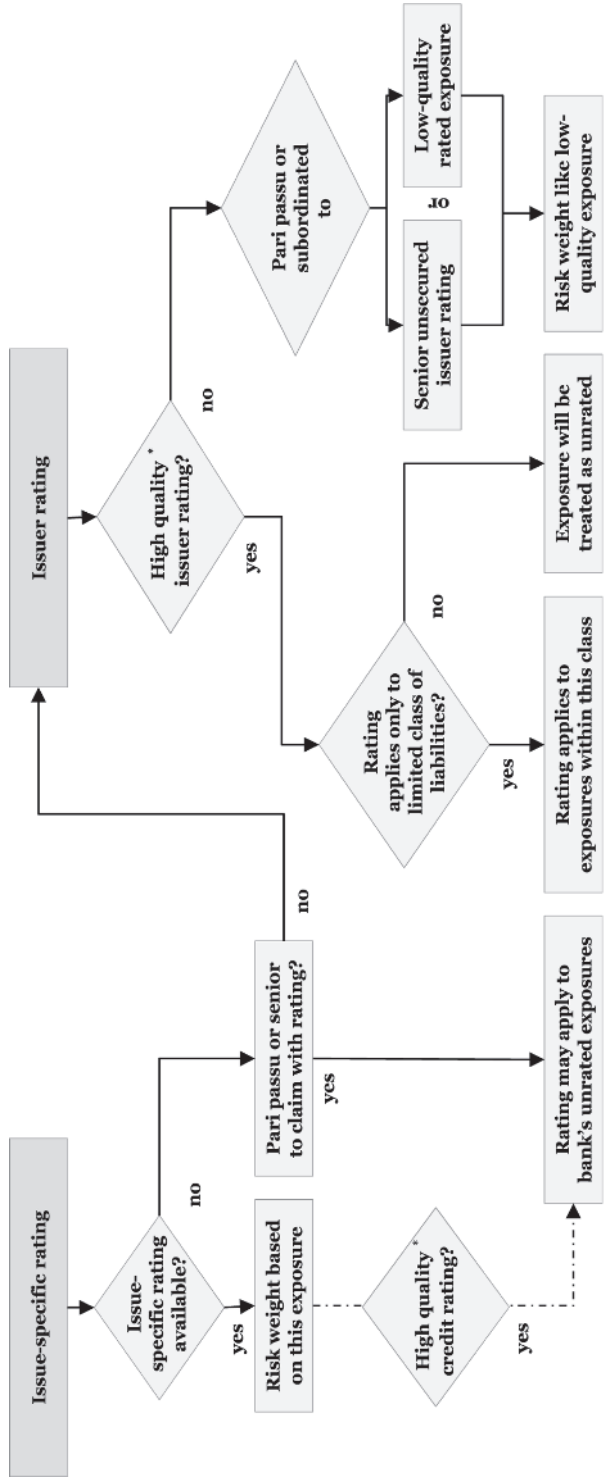 Issue-specific rating
Issue-
specific rating
available?
yes
no
Risk weight based
on this exposure
Pari passu or senior
to claim with rating?
yes
no
High quality*
credit rating?
yes
Rating may apply to
bank's unrated exposures
Issuer rating
High quality*
issuer rating?
yes
no
Rating
applies only to
limited class of
liabilities?
yes
no
Rating applies to
exposures within this class
Exposure will be
treated as unrated
Pari passu or
subordinated
to
Senior unsecured
issuer rating
or
Low-quality
rated exposure
Risk weight like low-
quality exposure